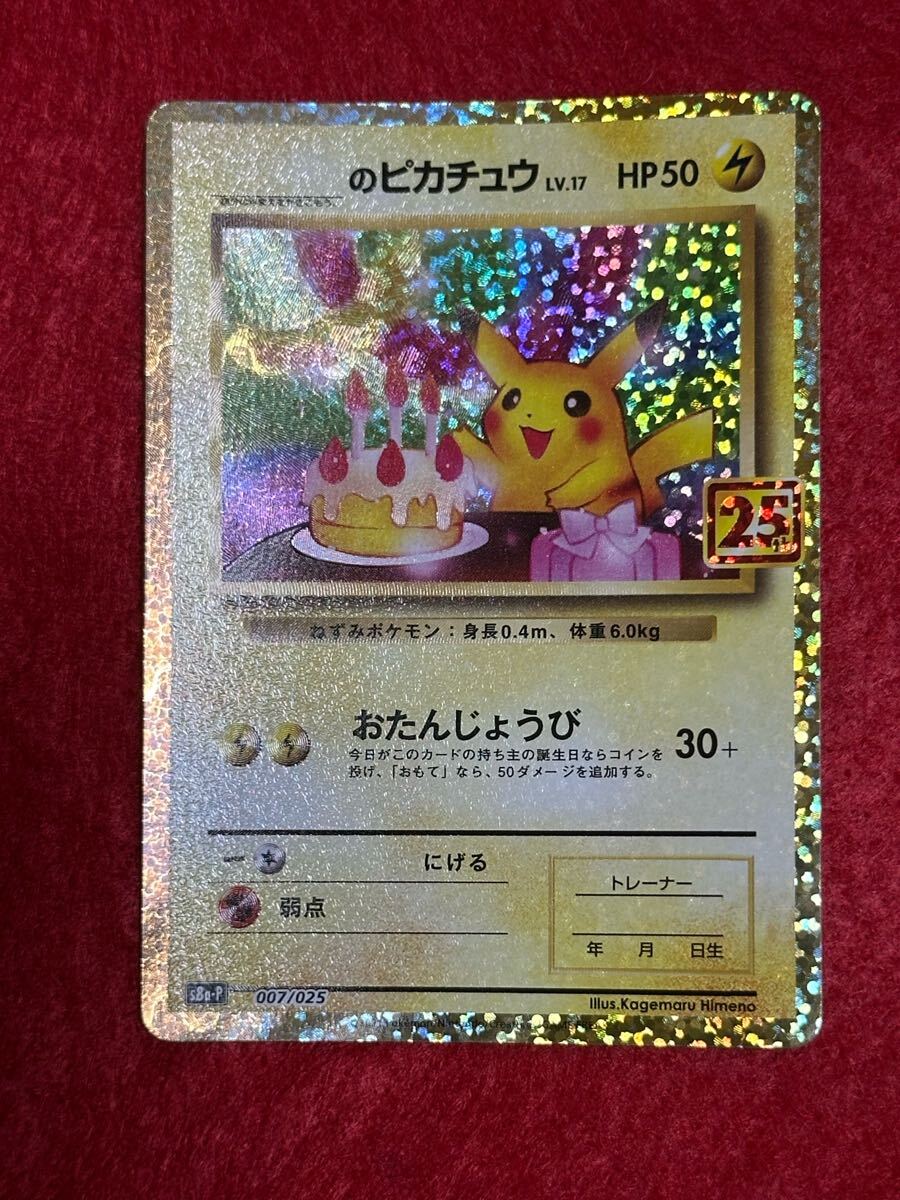 のピカチュウ LV.17 HP50
25th
ねずみポケモン：身長0.4m、体重6.0kg
おたんじょうび 30+
今日がこのカードの持ち主の誕生日ならコインを
投げ、「おもて」なら、50ダメージを追加する。
にげる
弱点
トレーナー
年 月 日生
s8a-P 007/025
Illus.Kagemaru Himeno